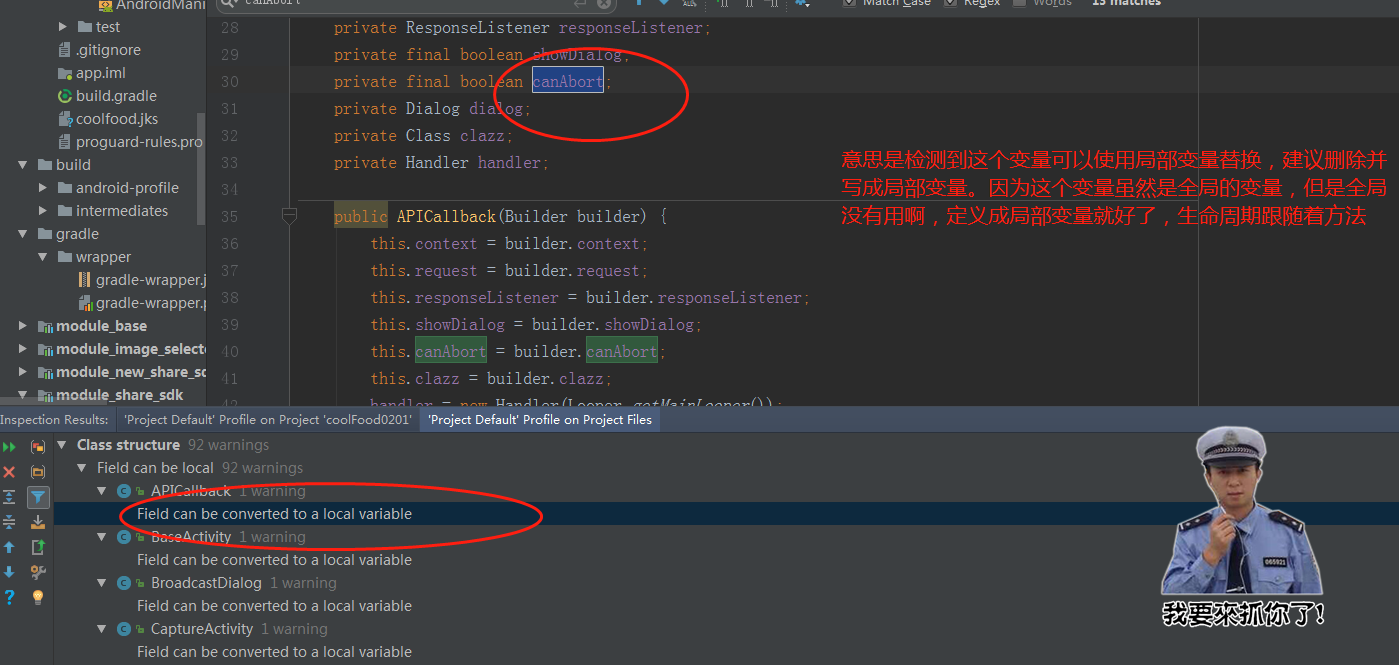 AndroidMani
test
.gitignore
app.iml
build.gradle
coolfood.jks
proguard-rules.pro
build
android-profile
intermediates
gradle
wrapper
gradle-wrapper.j
gradle-wrapper.p
module_base
module_image_selecto
module_new_share_sd
module_share_sdk
canAbort
Match Case Regex Words 15 matches
28 private ResponseListener responseListener;
29 private final boolean showDialog;
30 private final boolean canAbort;
31 private Dialog dialog;
32 private Class clazz;
33 private Handler handler;
34
35 public APICallback(Builder builder) {
36 this.context = builder.context;
37 this.request = builder.request;
38 this.responseListener = builder.responseListener;
39 this.showDialog = builder.showDialog;
40 this.canAbort = builder.canAbort;
41 this.clazz = builder.clazz;
42 handler = new Handler(Looper.getMainLooper());
意思是检测到这个变量可以使用局部变量替换，建议删除并
写成局部变量。因为这个变量虽然是全局的变量，但是全局
没有用啊，定义成局部变量就好了，生命周期跟随着方法
Inspection Results: 'Project Default' Profile on Project 'coolFood0201' 'Project Default' Profile on Project Files
Class structure 92 warnings
Field can be local 92 warnings
APICallback 1 warning
Field can be converted to a local variable
BaseActivity 1 warning
Field can be converted to a local variable
BroadcastDialog 1 warning
Field can be converted to a local variable
CaptureActivity 1 warning
Field can be converted to a local variable
065921
我要來抓你了!